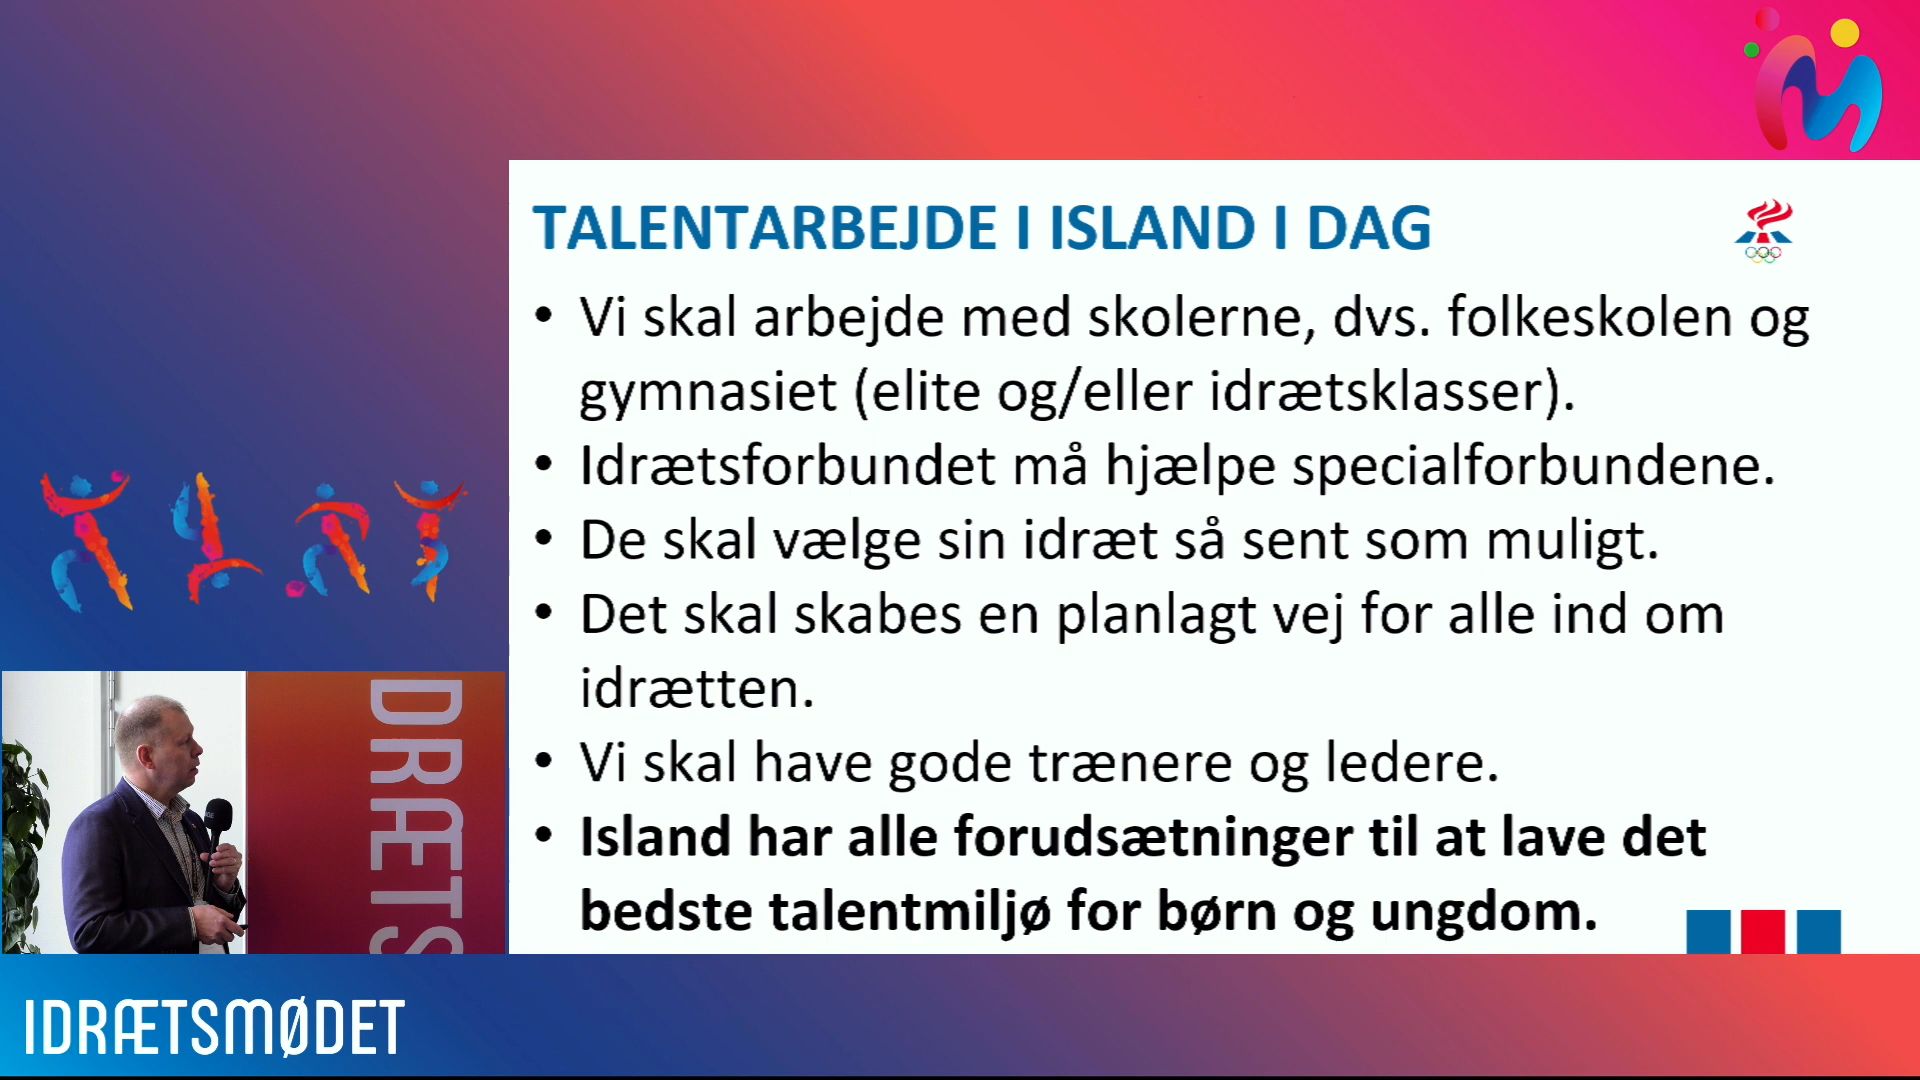 TALENTARBEJDE I ISLAND I DAG
• Vi skal arbejde med skolerne, dvs. folkeskolen og
gymnasiet (elite og/eller idrætsklasser).
• Idrætsforbundet må hjælpe specialforbundene.
• De skal vælge sin idræt så sent som muligt.
• Det skal skabes en planlagt vej for alle ind om
idrætten.
• Vi skal have gode trænere og ledere.
• Island har alle forudsætninger til at lave det
bedste talentmiljø for børn og ungdom.
DRÆTS
IDRÆTSMØDET